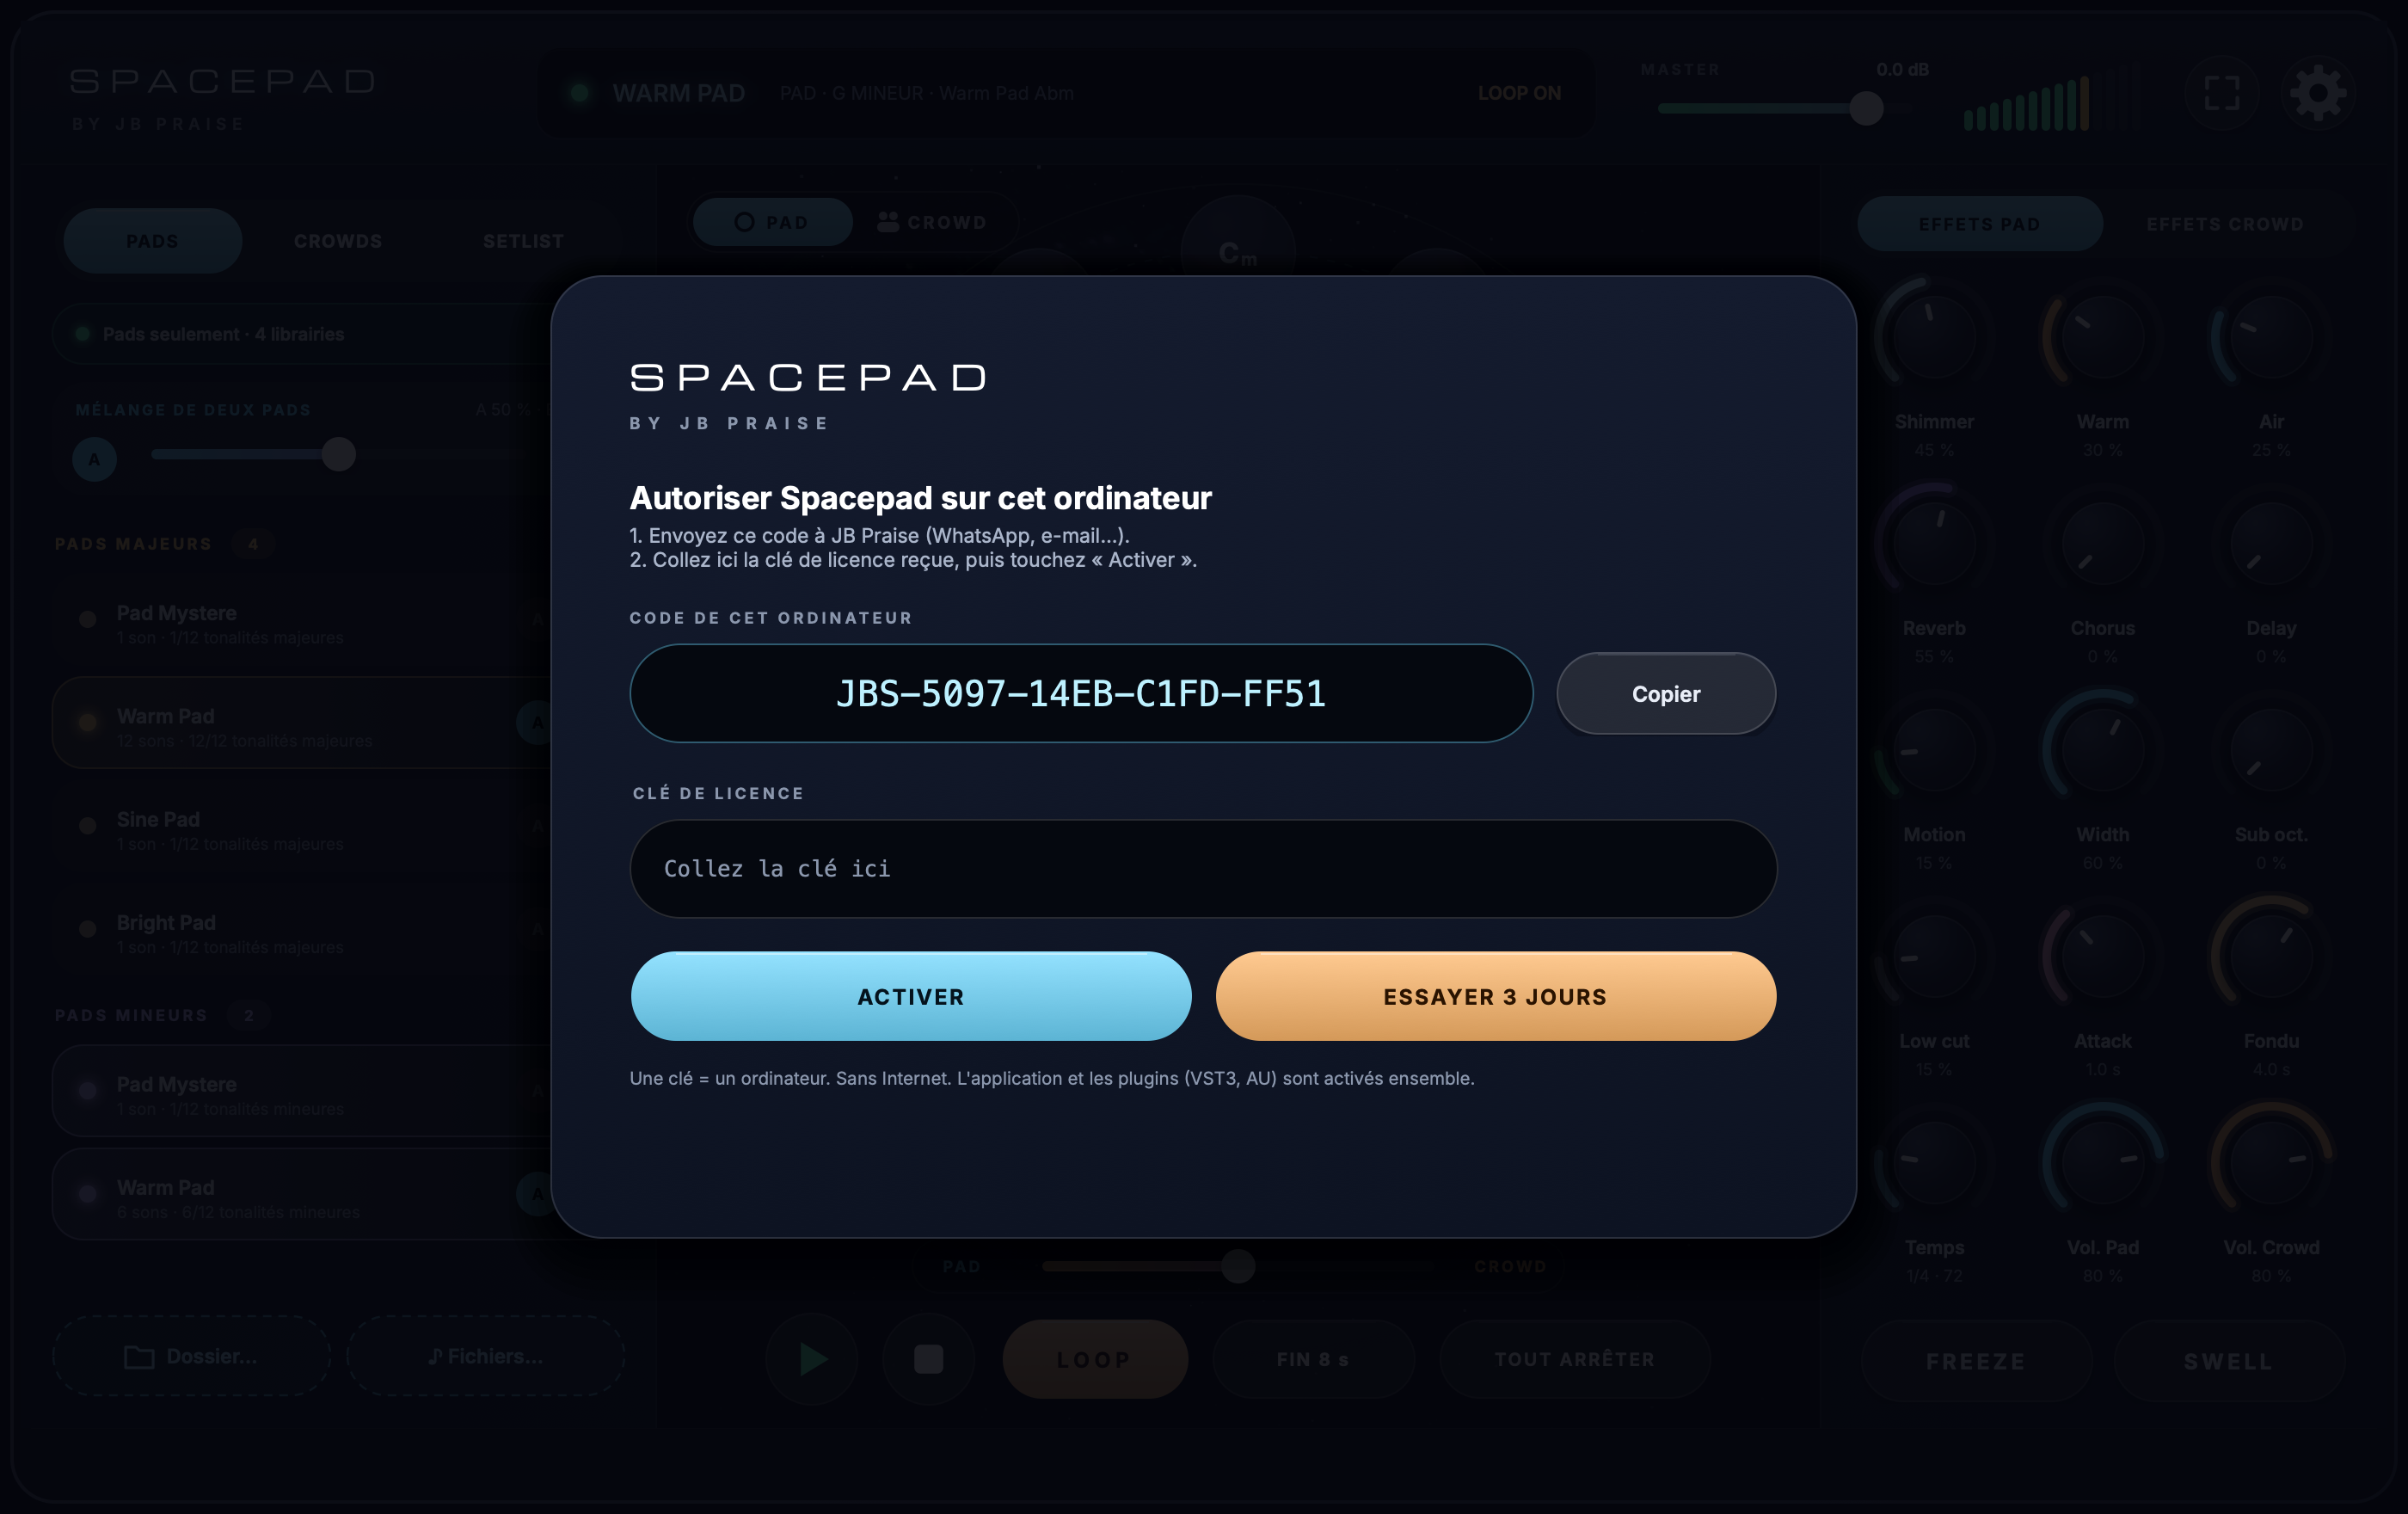 SPACEPAD
BY JB PRAISE
WARM PAD
PAD · G MINEUR · Warm Pad Abm
LOOP ON
MASTER
0.0 dB
PADS
CROWDS
SETLIST
Pads seulement · 4 librairies
MÉLANGE DE DEUX PADS
A 50 %
A
PADS MAJEURS
4
Pad Mystere
1 son · 1/12 tonalités majeures
A
Warm Pad
12 sons · 12/12 tonalités majeures
A
Sine Pad
1 son · 1/12 tonalités majeures
A
Bright Pad
1 son · 1/12 tonalités majeures
A
PADS MINEURS
2
Pad Mystere
1 son · 1/12 tonalités mineures
A
Warm Pad
6 sons · 6/12 tonalités mineures
A
Dossier...
Fichiers...
PAD
CROWD
Cm
SPACEPAD
BY JB PRAISE
Autoriser Spacepad sur cet ordinateur
1. Envoyez ce code à JB Praise (WhatsApp, e-mail...).
2. Collez ici la clé de licence reçue, puis touchez « Activer ».
CODE DE CET ORDINATEUR
JBS-5097-14EB-C1FD-FF51
Copier
CLÉ DE LICENCE
Collez la clé ici
ACTIVER
ESSAYER 3 JOURS
Une clé = un ordinateur. Sans Internet. L'application et les plugins (VST3, AU) sont activés ensemble.
PAD
CROWD
LOOP
FIN 8 s
TOUT ARRÊTER
EFFETS PAD
EFFETS CROWD
Shimmer
45 %
Warm
30 %
Air
25 %
Reverb
55 %
Chorus
0 %
Delay
0 %
Motion
15 %
Width
60 %
Sub oct.
0 %
Low cut
15 %
Attack
1.0 s
Fondu
4.0 s
Temps
1/4 · 72
Vol. Pad
80 %
Vol. Crowd
80 %
FREEZE
SWELL